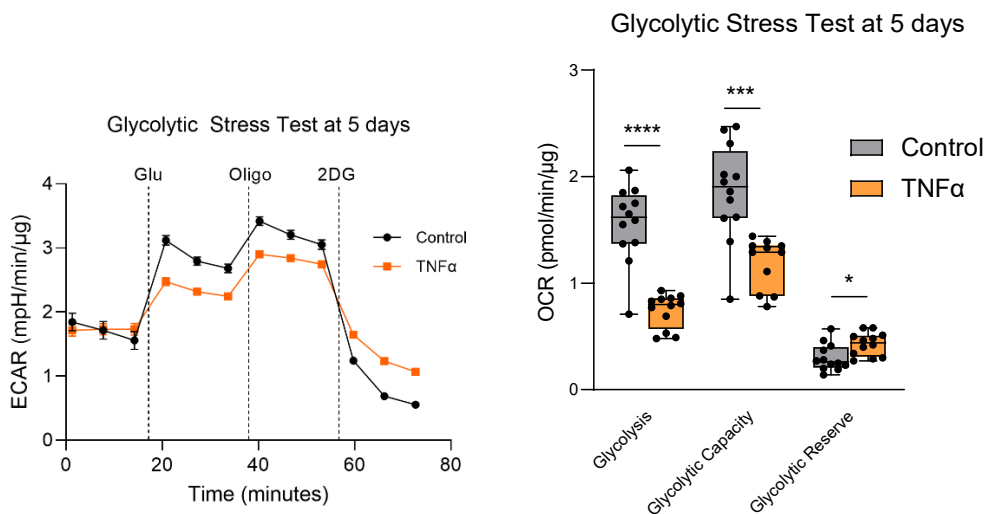 Glycolytic Stress Test at 5 days
Glu
Oligo
2DG
4
3
2
1
0
ECAR (mpH/min/µg)
0
20
40
60
80
Time (minutes)
Control
TNFα
Glycolytic Stress Test at 5 days
3
2
1
0
OCR (pmol/min/µg)
****
***
*
Glycolysis
Glycolytic Capacity
Glycolytic Reserve
Control
TNFα